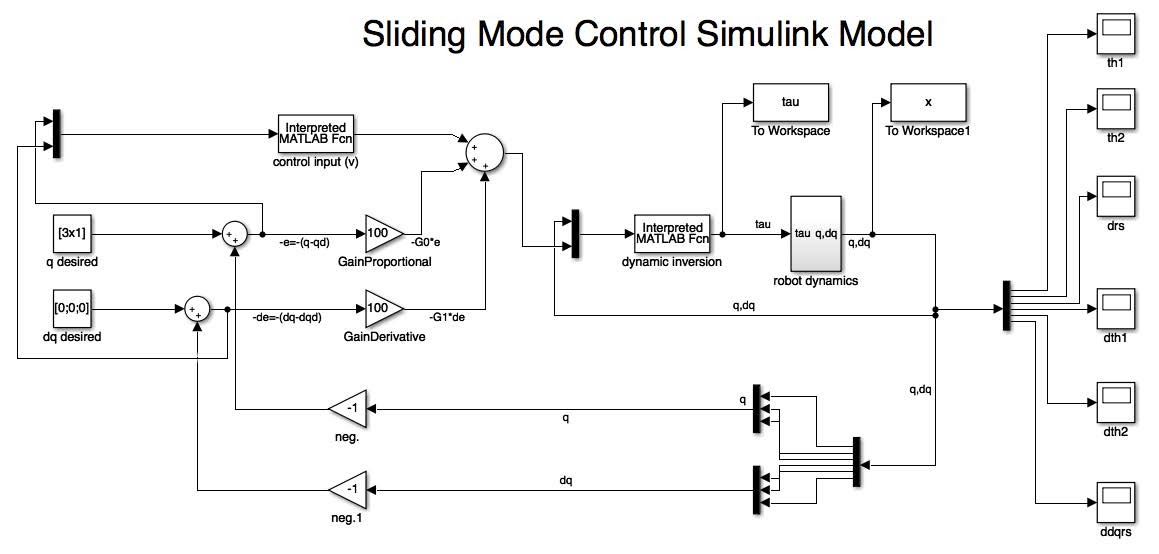 Sliding Mode Control Simulink Model
th1
tau
To Workspace
x
To Workspace1
th2
Interpreted
MATLAB Fcn
control input (v)
+
+
+
[3x1]
q desired
+
+
-e=-(q-qd)
100
GainProportional
-G0*e
Interpreted
MATLAB Fcn
dynamic inversion
tau
tau q,dq
robot dynamics
q,dq
drs
[0;0;0]
dq desired
+
+
-de=-(dq-dqd)
100
GainDerivative
-G1*de
q,dq
dth1
q,dq
-1
neg.
q
q
dth2
-1
neg.1
dq
ddqrs